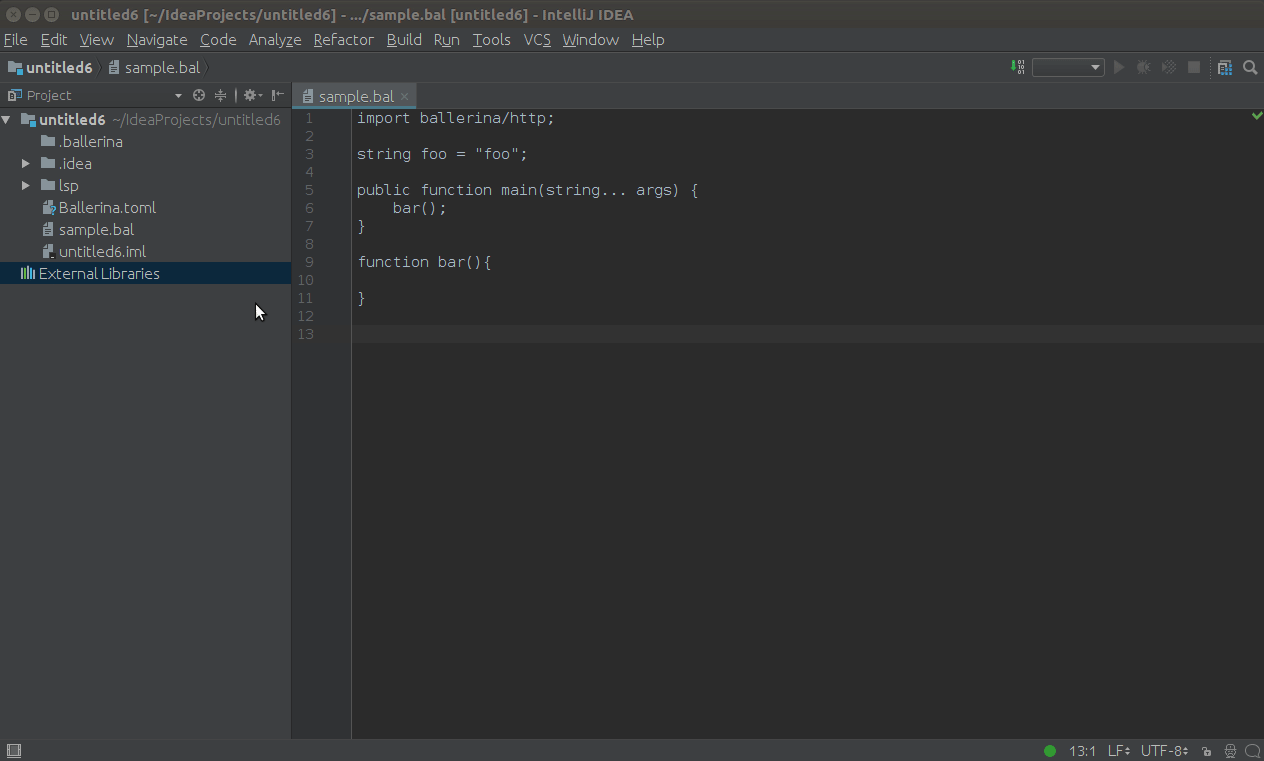 untitled6 [~/IdeaProjects/untitled6] - .../sample.bal [untitled6] - IntelliJ IDEA
File Edit View Navigate Code Analyze Refactor Build Run Tools VCS Window Help
untitled6 sample.bal
Project
sample.bal
untitled6 ~/IdeaProjects/untitled6
.ballerina
.idea
lsp
Ballerina.toml
sample.bal
untitled6.iml
External Libraries
1 import ballerina/http;
2
3 string foo = "foo";
4
5 public function main(string... args) {
6     bar();
7 }
8
9 function bar(){
10
11 }
12
13
13:1 LF UTF-8